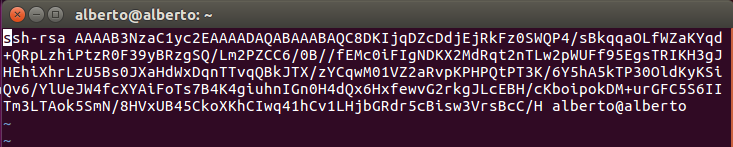 alberto@alberto: ~
ssh-rsa AAAAB3NzaC1yc2EAAAADAQABAAABAQC8DKIjqDZcDdjEjRkFz0SWQP4/sBkqqaOLfWZaKYqd
+QRpLzhiPtzR0F39yBRzgSQ/Lm2PZCC6/0B//fEMc0iFIgNDKX2MdRqt2nTLw2pWUFf95EgsTRIKH3gJ
HEhiXhrLzU5Bs0JXaHdWxDqnTTvqQBkJTX/zYCqwM01VZ2aRvpKPHPQtPT3K/6Y5hA5kTP30OldKyKSi
Qv6/YlUeJW4fcXYAiFoTs7B4K4giuhnIGn0H4dQx6HxfewvG2rkgJLcEBH/cKboipokDM+urGFC5S6II
Tm3LTAok5SmN/8HVxUB45CkoXKhCIwq41hCv1LHjbGRdr5cBisw3VrsBcC/H alberto@alberto
~
~